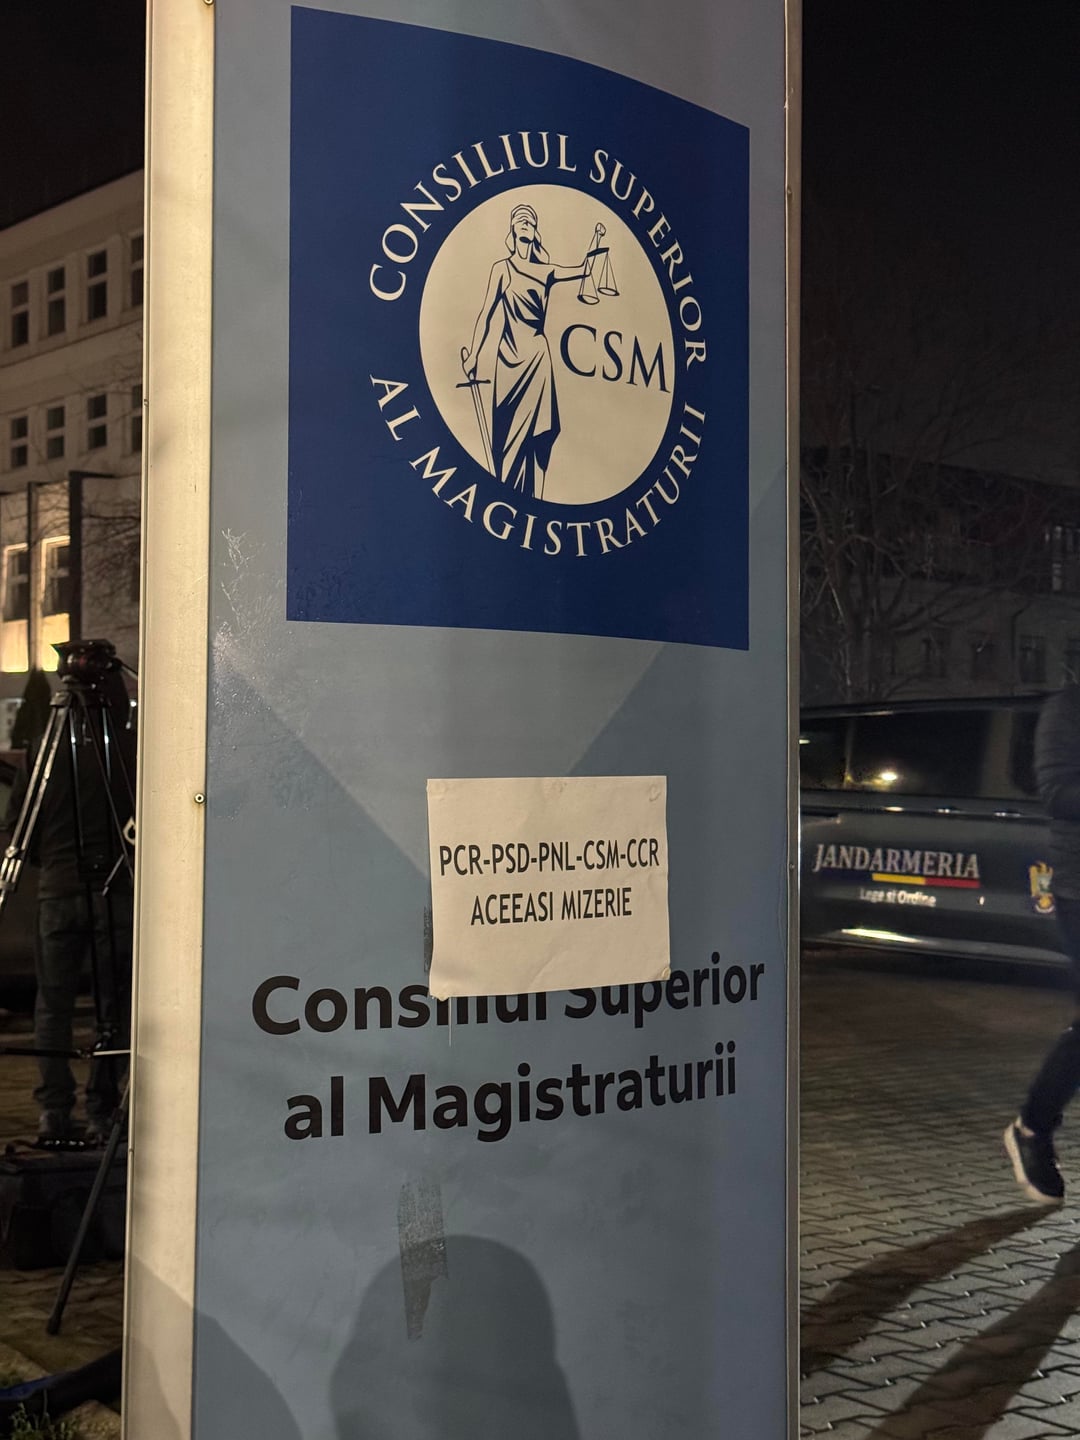 CONSILIUL SUPERIOR
AL MAGISTRATURII
CSM
PCR-PSD-PNL-CSM-CCR
ACEEASI MIZERIE
Consiliul Superior
al Magistraturii
JANDARMERIA
Lege si Ordine